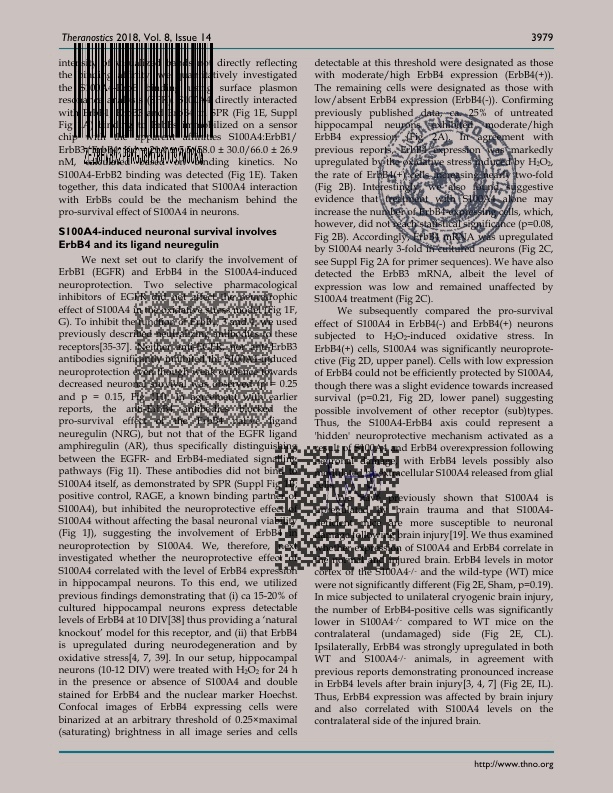 Theranostics 2018, Vol. 8, Issue 14
3979
intensity of visualized bands not directly reflecting
the binding affinity, we quantitatively investigated
the S100A4-ErbB binding using surface plasmon
resonance analysis (SPR). S100A4 directly interacted
with ErbB1, ErbB3 and ErbB4 in SPR (Fig 1E, Suppl
Fig immobilized on a sensor
chip with apparent affinities S100A4:ErbB1/
ErbB3 58.0 ± 30.0/66.0 ± 26.9
nM, binding kinetics. No
S100A4-ErbB2 binding was detected (Fig 1E). Taken
together, this data indicated that S100A4 interaction
with ErbBs could be the mechanism behind the
pro-survival effect of S100A4 in neurons.
S100A4-induced neuronal survival involves
ErbB4 and its ligand neuregulin
We next set out to clarify the involvement of
ErbB1 (EGFR) and ErbB4 in the S100A4-induced
neuroprotection. Two selective pharmacological
inhibitors of EGFR did not affect the neurotrophic
effect of S100A4 in the oxidative stress model (Fig 1F,
G). To inhibit the function of ErbB1, 3 and 4, we used
previously described neutralizing antibodies to these
receptors[35-37]. Neither anti-EGFR nor anti-ErbB3
antibodies significantly inhibited the S100A4-induced
neuroprotection even though weak evidence towards
decreased neuronal survival was observed (p = 0.25
and p = 0.15, Fig 1H). In agreement with earlier
reports, the anti-ErbB4 antibodies blocked the
pro-survival effect of the ErbB4 ligand
neuregulin (NRG), but not that of the EGFR ligand
amphiregulin (AR), thus specifically distinguishing
between the EGFR- and ErbB4-mediated signaling
pathways (Fig 1I). These antibodies did not bind to
S100A4 itself, as demonstrated by SPR (Suppl Fig
positive control, RAGE, a known binding partner of
S100A4), but inhibited the neuroprotective effect of
S100A4 without affecting the basal neuronal viability
(Fig 1J), suggesting the involvement of ErbB4 in
neuroprotection by S100A4. We, therefore, next
investigated whether the neuroprotective effect of
S100A4 correlated with the level of ErbB4 expression
in hippocampal neurons. To this end, we utilized
previous findings demonstrating that (i) ca 15-20% of
cultured hippocampal neurons express detectable
levels of ErbB4 at 10 DIV[38] thus providing a ‘natural
knockout’ model for this receptor, and (ii) that ErbB4
is upregulated during neurodegeneration and by
oxidative stress[4, 7, 39]. In our setup, hippocampal
neurons (10-12 DIV) were treated with H₂O₂ for 24 h
in the presence or absence of S100A4 and double
stained for ErbB4 and the nuclear marker Hoechst.
Confocal images of ErbB4 expressing cells were
binarized at an arbitrary threshold of 0.25×maximal
(saturating) brightness in all image series and cells
detectable at this threshold were designated as those
with moderate/high ErbB4 expression (ErbB4(+)).
The remaining cells were designated as those with
low/absent ErbB4 expression (ErbB4(-)). Confirming
previously published data, ca. 25% of untreated
hippocampal neurons exhibited moderate/high
ErbB4 expression (Fig 2A). In agreement with
previous reports, ErbB4 expression was markedly
upregulated by the oxidative stress induced by H₂O₂,
the rate of ErbB4(+) cells increasing nearly two-fold
(Fig 2B). Interestingly, we also found suggestive
evidence that treatment with S100A4 alone may
increase the number of ErbB4-expressing cells, which,
however, did not reach statistical significance (p=0.08,
Fig 2B). Accordingly, ErbB4 mRNA was upregulated
by S100A4 nearly 3-fold in cultured neurons (Fig 2C,
see Suppl Fig 2A for primer sequences). We have also
detected the ErbB3 mRNA, albeit the level of
expression was low and remained unaffected by
S100A4 treatment (Fig 2C).
We subsequently compared the pro-survival
effect of S100A4 in ErbB4(-) and ErbB4(+) neurons
subjected to H₂O₂-induced oxidative stress. In
ErbB4(+) cells, S100A4 was significantly neuroprote-
ctive (Fig 2D, upper panel). Cells with low expression
of ErbB4 could not be efficiently protected by S100A4,
though there was a slight evidence towards increased
survival (p=0.21, Fig 2D, lower panel) suggesting
possible involvement of other receptor (sub)types.
Thus, the S100A4-ErbB4 axis could represent a
‘hidden’ neuroprotective mechanism activated as a
result of S100A4 and ErbB4 overexpression following
with ErbB4 levels possibly also
extracellular S100A4 released from glial
previously shown that S100A4 is
brain trauma and that S100A4-
are more susceptible to neuronal
brain injury[19]. We thus examined
expression of S100A4 and ErbB4 correlate in
injured brain. ErbB4 levels in motor
cortex of the S100A4-/- and the wild-type (WT) mice
were not significantly different (Fig 2E, Sham, p=0.19).
In mice subjected to unilateral cryogenic brain injury,
the number of ErbB4-positive cells was significantly
lower in S100A4-/- compared to WT mice on the
contralateral (undamaged) side (Fig 2E, CL).
Ipsilaterally, ErbB4 was strongly upregulated in both
WT and S100A4-/- animals, in agreement with
previous reports demonstrating pronounced increase
in ErbB4 levels after brain injury[3, 4, 7] (Fig 2E, IL).
Thus, ErbB4 expression was affected by brain injury
and also correlated with S100A4 levels on the
contralateral side of the injured brain.
http://www.thno.org